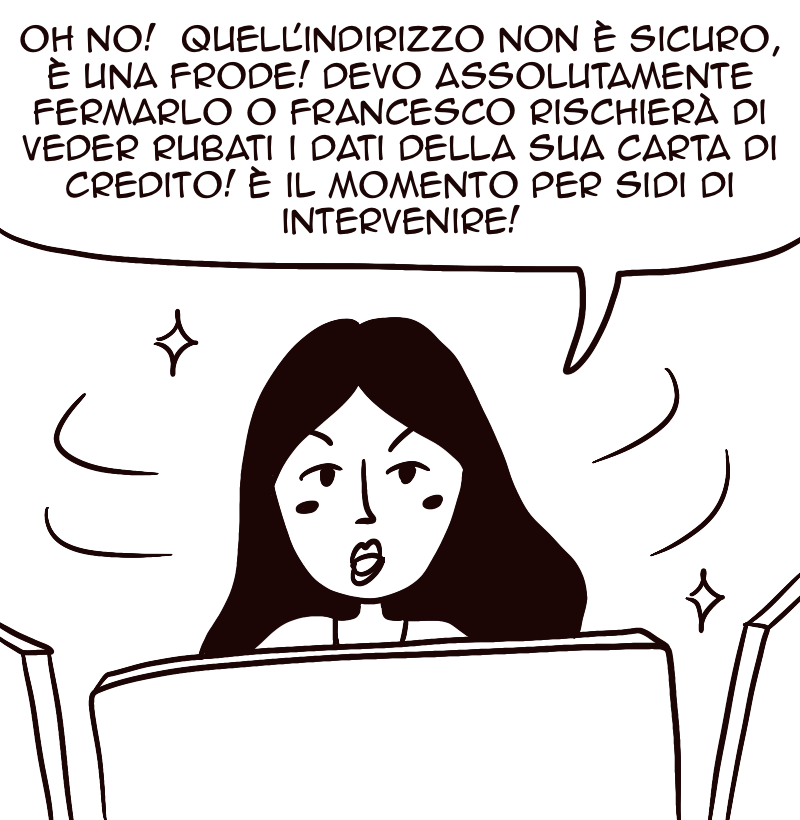 OH NO! QUELL'INDIRIZZO NON È SICURO,
È UNA FRODE! DEVO ASSOLUTAMENTE
FERMARLO O FRANCESCO RISCHIERÀ DI
VEDER RUBATI I DATI DELLA SUA CARTA DI
CREDITO! È IL MOMENTO PER SIDI DI
INTERVENIRE!